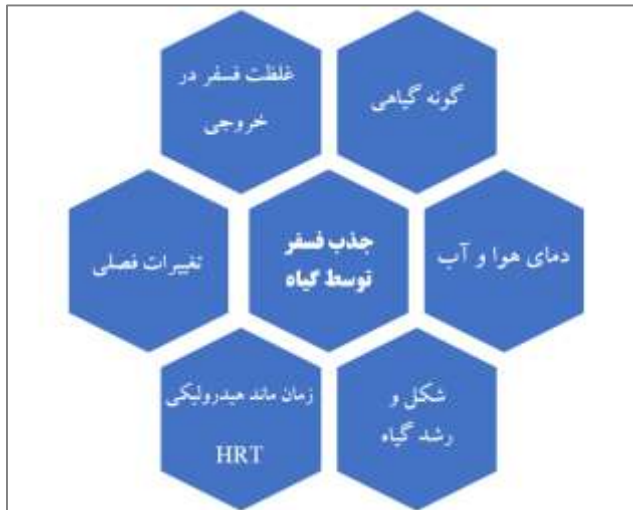 گونه گیاهی
غلظت فسفر در
خروجی
دمای هوا و آب
جذب فسفر
توسط گیاه
تغییرات فصلی
شکل و
رشد گیاه
زمان ماند هیدرولیکی
HRT